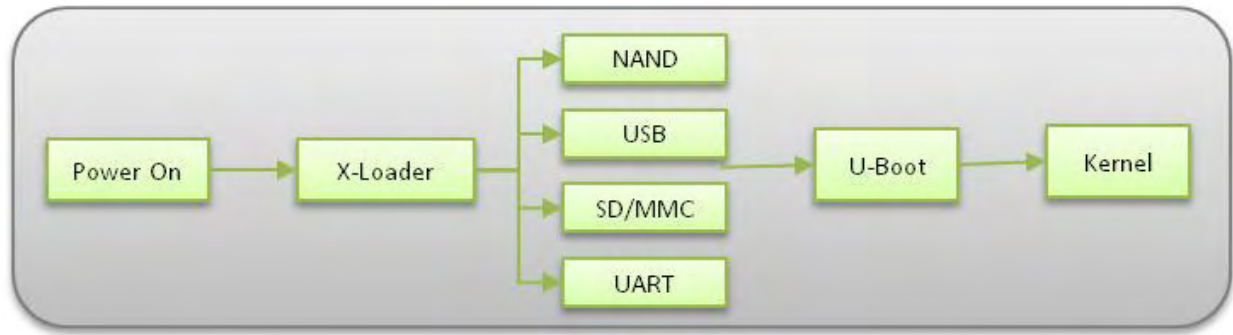 Power On
X-Loader
NAND
USB
SD/MMC
UART
U-Boot
Kernel